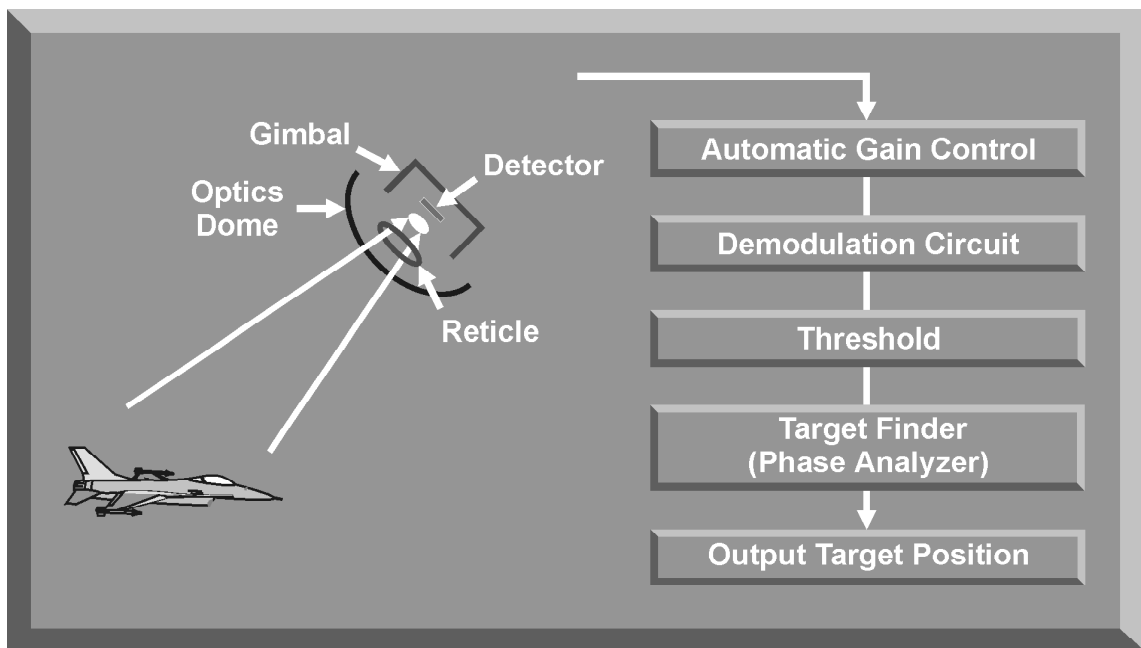 Gimbal
Detector
Optics
Dome
Reticle
Automatic Gain Control
Demodulation Circuit
Threshold
Target Finder
(Phase Analyzer)
Output Target Position